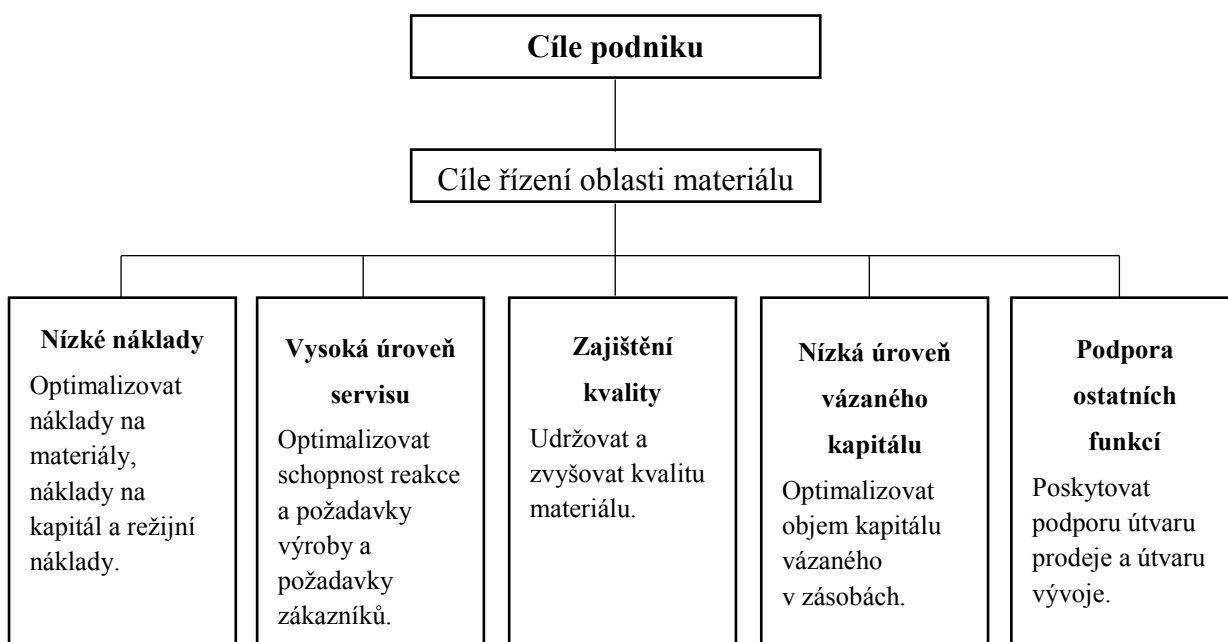 Cíle podniku
Cíle řízení oblasti materiálu
Nízké náklady
Optimalizovat
náklady na
materiály,
náklady na
kapitál a režijní
náklady.
Vysoká úroveň
servisu
Optimalizovat
schopnost reakce
a požadavky
výroby a
požadavky
zákazníků.
Zajištění
kvality
Udržovat a
zvyšovat kvalitu
materiálu.
Nízká úroveň
vázaného
kapitálu
Optimalizovat
objem kapitálu
vázaného
v zásobách.
Podpora
ostatních
funkcí
Poskytovat
podporu útvaru
prodeje a útvaru
vývoje.